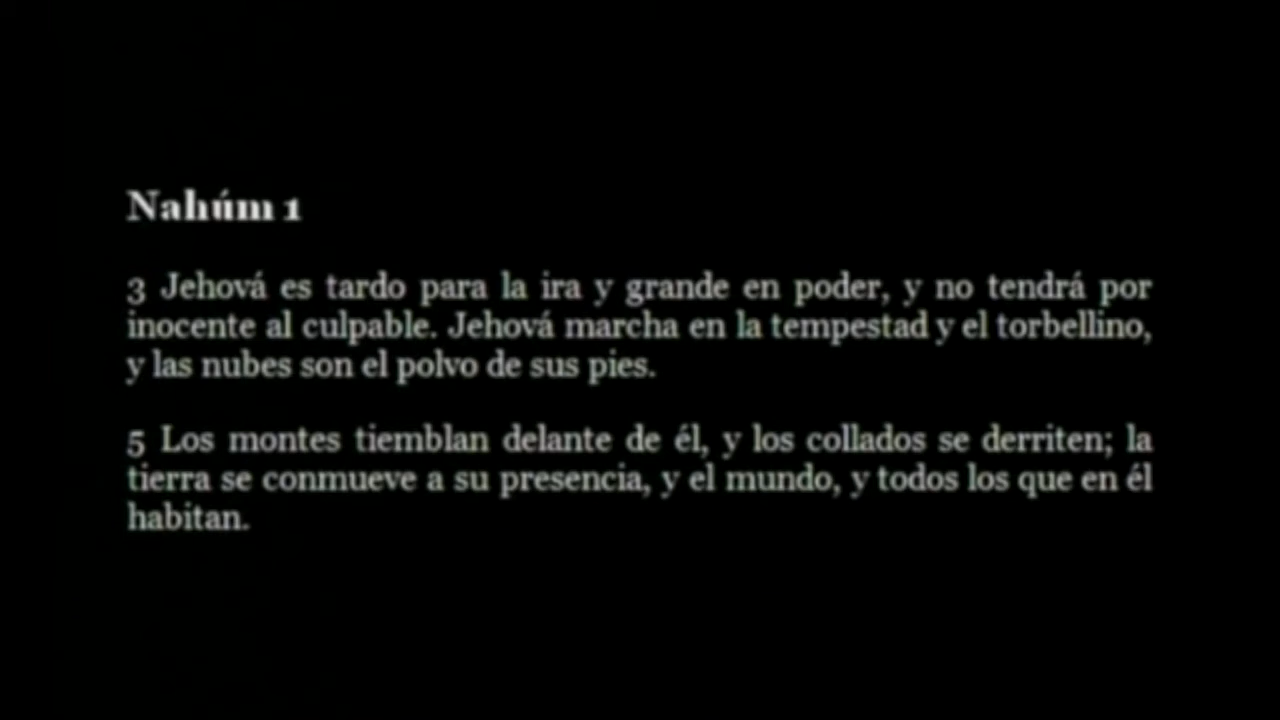 Nahúm 1
3 Jehová es tardo para la ira y grande en poder, y no tendrá por
inocente al culpable. Jehová marcha en la tempestad y el torbellino,
y las nubes son el polvo de sus pies.
5 Los montes tiemblan delante de él, y los collados se derriten; la
tierra se conmueve a su presencia, y el mundo, y todos los que en él
habitan.